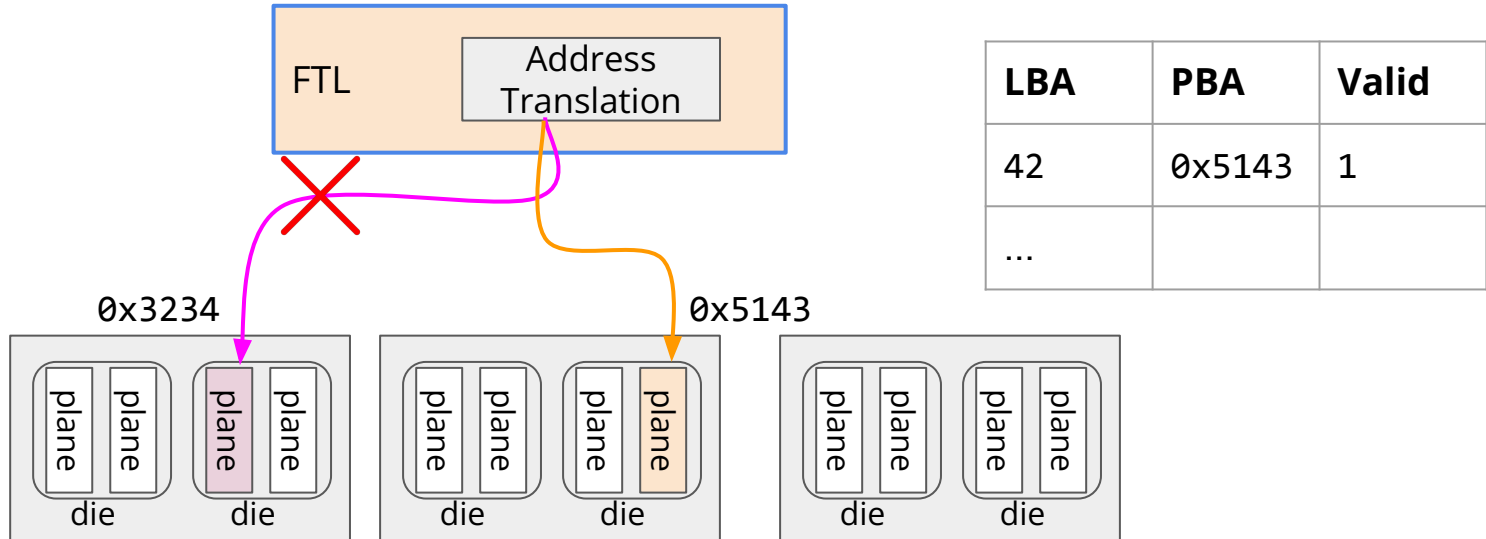 FTL
Address
Translation
LBA PBA Valid
42 0x5143 1
...
0x3234
0x5143
plane plane plane plane plane plane plane plane plane plane plane plane
die die die die die die